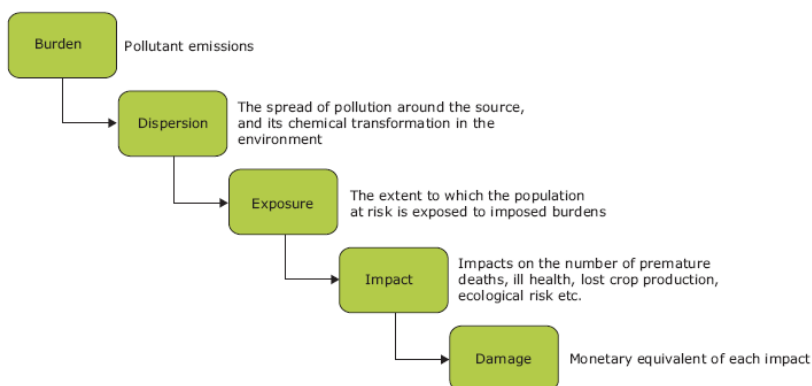 Burden
Pollutant emissions
Dispersion
The spread of pollution around the source,
and its chemical transformation in the
environment
Exposure
The extent to which the population
at risk is exposed to imposed burdens
Impact
Impacts on the number of premature
deaths, ill health, lost crop production,
ecological risk etc.
Damage
Monetary equivalent of each impact